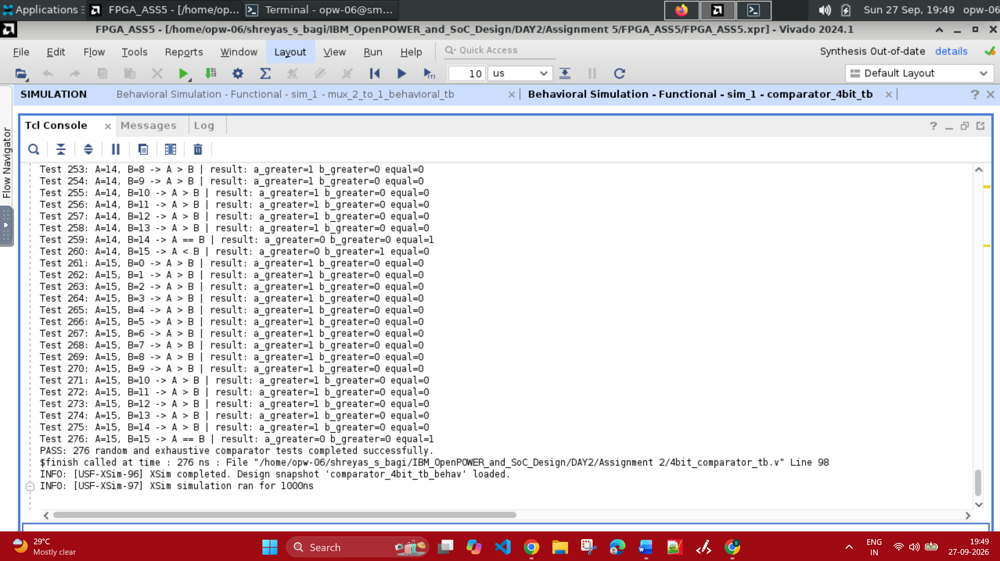 Applications
FPGA_ASS5 - [/home/op...
Terminal - opw-06@sm...
Sun 27 Sep, 19:49
opw-06
FPGA_ASS5 - [/home/opw-06/shreyas_s_bagi/IBM_OpenPOWER_and_SoC_Design/DAY2/Assignment 5/FPGA_ASS5/FPGA_ASS5.xpr] - Vivado 2024.1
File Edit Flow Tools Reports Window Layout View Run Help
Quick Access
Synthesis Out-of-date details
10 us
Default Layout
SIMULATION
Behavioral Simulation - Functional - sim_1 - mux_2_to_1_behavioral_tb
Behavioral Simulation - Functional - sim_1 - comparator_4bit_tb
Flow Navigator
Tcl Console Messages Log
Test 253: A=14, B=8 -> A > B | result: a_greater=1 b_greater=0 equal=0
Test 254: A=14, B=9 -> A > B | result: a_greater=1 b_greater=0 equal=0
Test 255: A=14, B=10 -> A > B | result: a_greater=1 b_greater=0 equal=0
Test 256: A=14, B=11 -> A > B | result: a_greater=1 b_greater=0 equal=0
Test 257: A=14, B=12 -> A > B | result: a_greater=1 b_greater=0 equal=0
Test 258: A=14, B=13 -> A > B | result: a_greater=1 b_greater=0 equal=0
Test 259: A=14, B=14 -> A == B | result: a_greater=0 b_greater=0 equal=1
Test 260: A=14, B=15 -> A < B | result: a_greater=0 b_greater=1 equal=0
Test 261: A=15, B=0 -> A > B | result: a_greater=1 b_greater=0 equal=0
Test 262: A=15, B=1 -> A > B | result: a_greater=1 b_greater=0 equal=0
Test 263: A=15, B=2 -> A > B | result: a_greater=1 b_greater=0 equal=0
Test 264: A=15, B=3 -> A > B | result: a_greater=1 b_greater=0 equal=0
Test 265: A=15, B=4 -> A > B | result: a_greater=1 b_greater=0 equal=0
Test 266: A=15, B=5 -> A > B | result: a_greater=1 b_greater=0 equal=0
Test 267: A=15, B=6 -> A > B | result: a_greater=1 b_greater=0 equal=0
Test 268: A=15, B=7 -> A > B | result: a_greater=1 b_greater=0 equal=0
Test 269: A=15, B=8 -> A > B | result: a_greater=1 b_greater=0 equal=0
Test 270: A=15, B=9 -> A > B | result: a_greater=1 b_greater=0 equal=0
Test 271: A=15, B=10 -> A > B | result: a_greater=1 b_greater=0 equal=0
Test 272: A=15, B=11 -> A > B | result: a_greater=1 b_greater=0 equal=0
Test 273: A=15, B=12 -> A > B | result: a_greater=1 b_greater=0 equal=0
Test 274: A=15, B=13 -> A > B | result: a_greater=1 b_greater=0 equal=0
Test 275: A=15, B=14 -> A > B | result: a_greater=1 b_greater=0 equal=0
Test 276: A=15, B=15 -> A == B | result: a_greater=0 b_greater=0 equal=1
PASS: 276 random and exhaustive comparator tests completed successfully.
$finish called at time : 276 ns : File "/home/opw-06/shreyas_s_bagi/IBM_OpenPOWER_and_SoC_Design/DAY2/Assignment 2/4bit_comparator_tb.v" Line 98
INFO: [USF-XSim-96] XSim completed. Design snapshot 'comparator_4bit_tb_behav' loaded.
INFO: [USF-XSim-97] XSim simulation ran for 1000ns
29°C
Mostly clear
Search
ENG
IN
19:49
27-09-2026